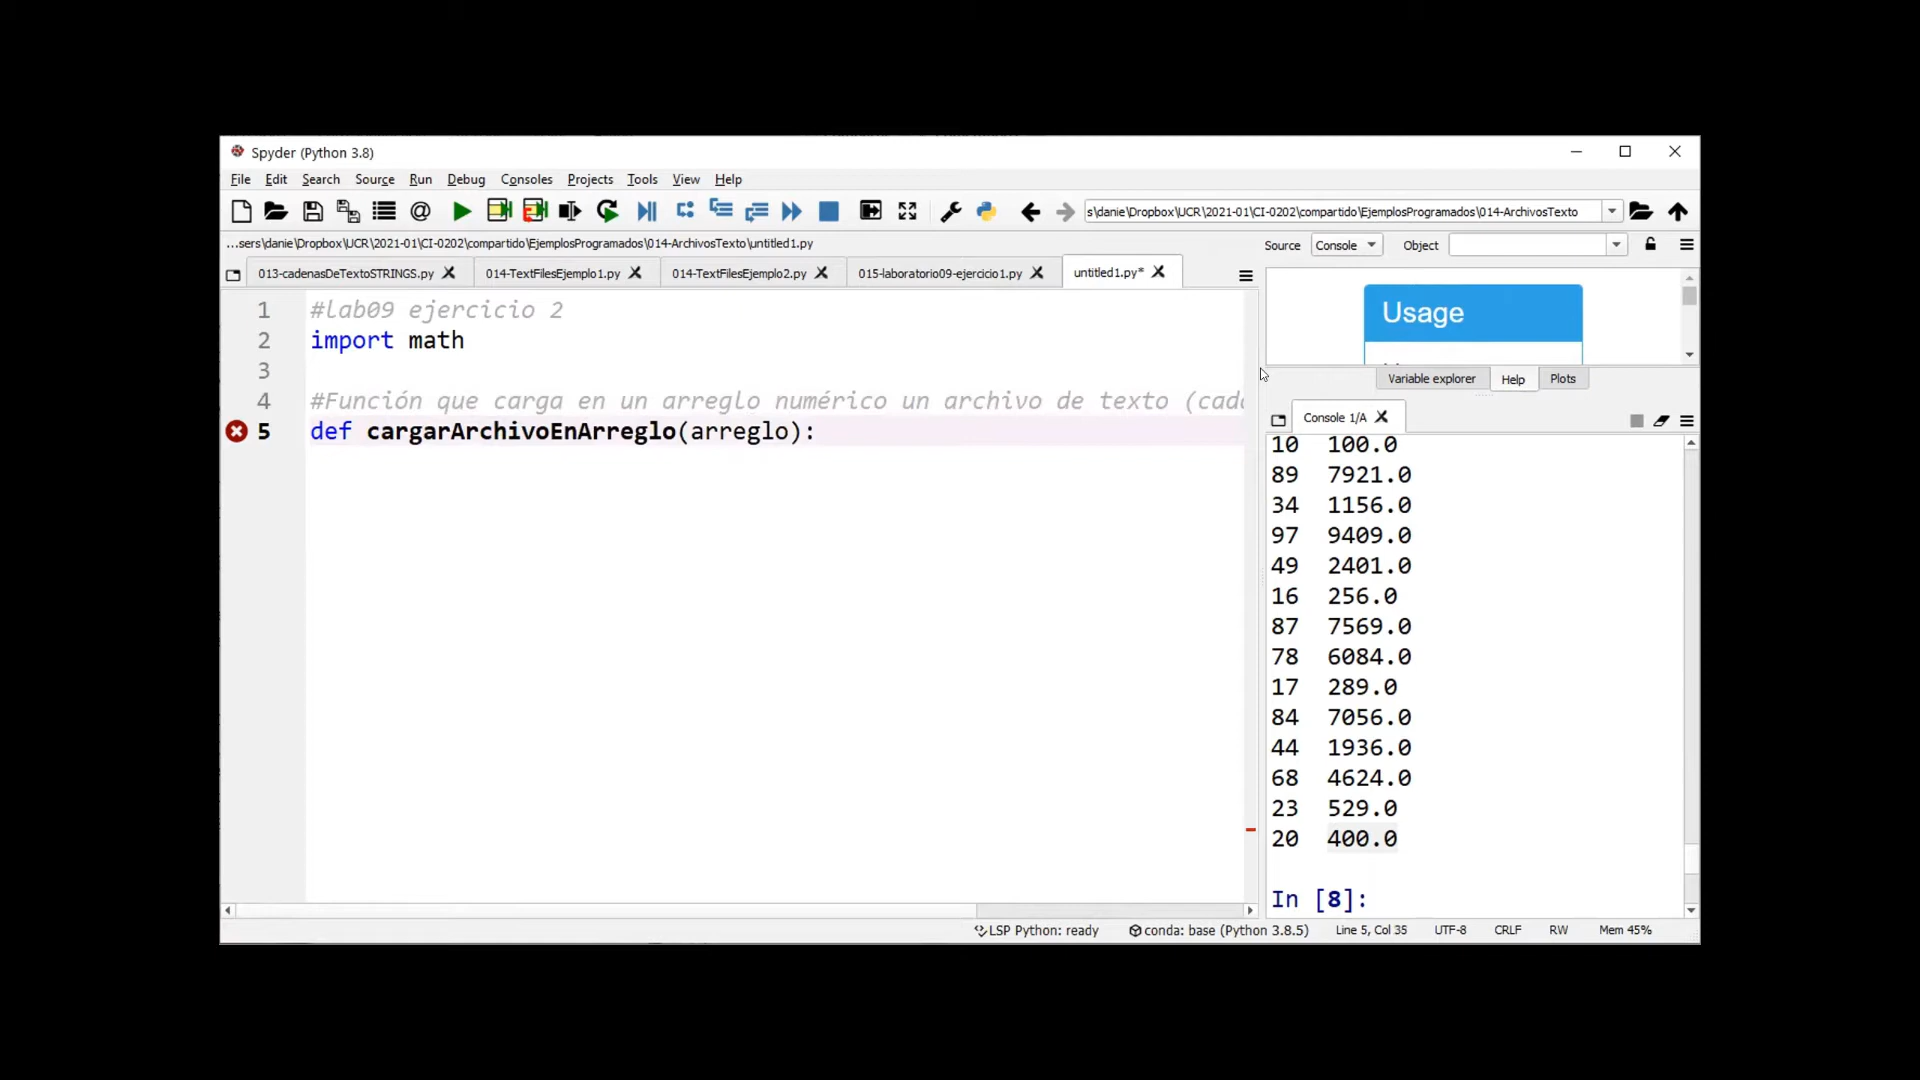 Spyder (Python 3.8)
File Edit Search Source Run Debug Consoles Projects Tools View Help
s\danie\Dropbox\UCR\2021-01\CI-0202\compartido\EjemplosProgramados\014-ArchivosTexto
...sers\danie\Dropbox\UCR\2021-01\CI-0202\compartido\EjemplosProgramados\014-ArchivosTexto\untitled1.py
013-cadenasDeTextoSTRINGS.py 014-TextFilesEjemplo1.py 014-TextFilesEjemplo2.py 015-laboratorio09-ejercicio1.py untitled1.py*
1 #lab09 ejercicio 2
2 import math
3
4 #Función que carga en un arreglo numérico un archivo de texto (cad
5 def cargarArchivoEnArreglo(arreglo):
Source Console Object
Usage
Variable explorer Help Plots
Console 1/A
10 100.0
89 7921.0
34 1156.0
97 9409.0
49 2401.0
16 256.0
87 7569.0
78 6084.0
17 289.0
84 7056.0
44 1936.0
68 4624.0
23 529.0
20 400.0
In [8]:
LSP Python: ready conda: base (Python 3.8.5) Line 5, Col 35 UTF-8 CRLF RW Mem 45%